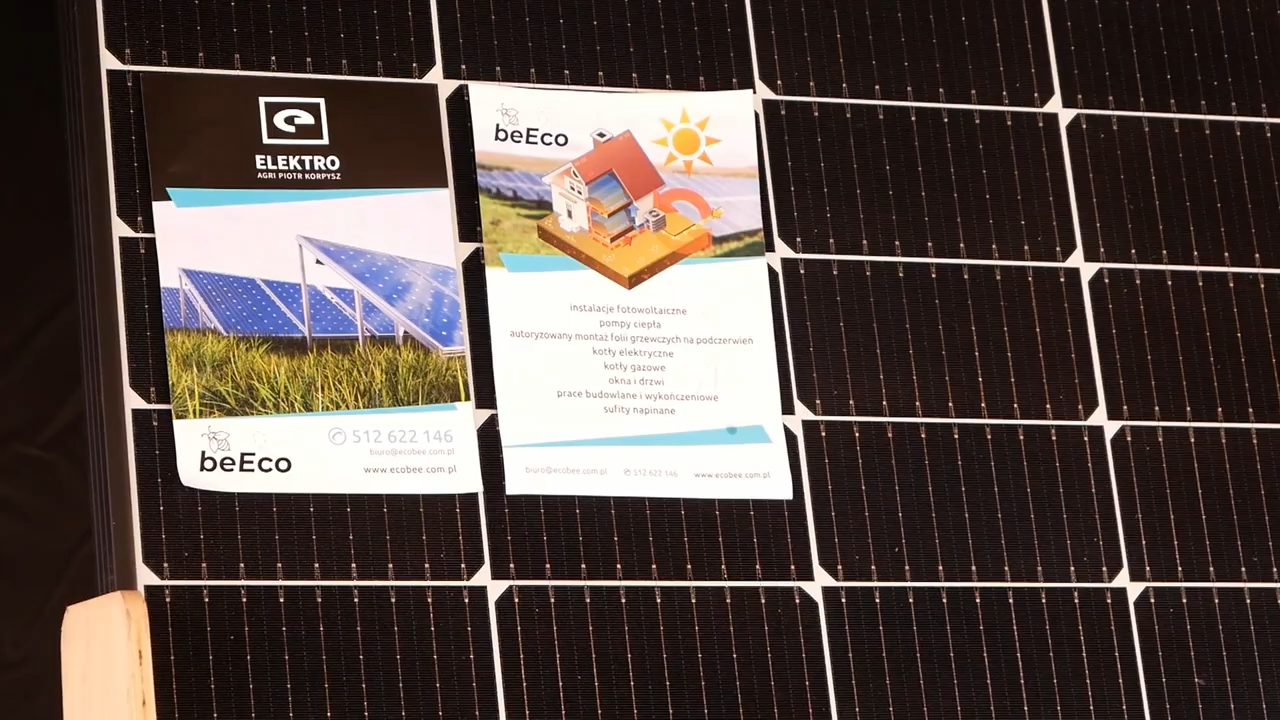 ELEKTRO
AGRI PIOTR KORPYSZ
beEco
512 622 146
biuro@ecobee.com.pl
www.ecobee.com.pl
beEco
instalacje fotowoltaiczne
pompy ciepła
autoryzowany montaż folii grzewczych na podczerwień
kotły elektryczne
kotły gazowe
okna i drzwi
prace budowlane i wykończeniowe
sufity napinane
biuro@ecobee.com.pl 512 622 146 www.ecobee.com.pl